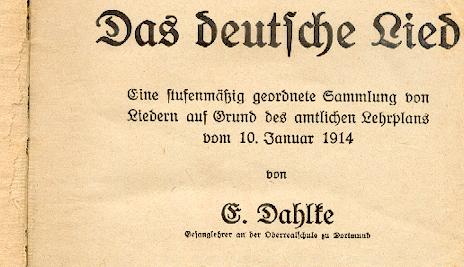 Das deutsche Lied
Eine stufenmäßig geordnete Sammlung von
Liedern auf Grund des amtlichen Lehrplans
vom 10. Januar 1914
von
E. Dahlke
Gesanglehrer an der Oberrealschule zu Dortmund